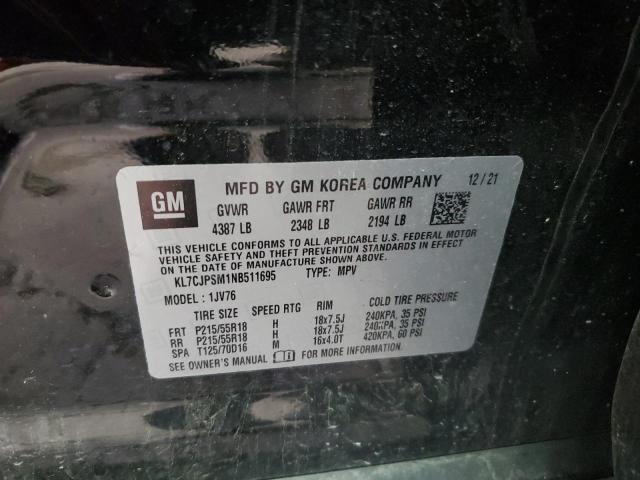 GM
MFD BY GM KOREA COMPANY 12/21
GVWR GAWR FRT GAWR RR
4387 LB 2348 LB 2194 LB
THIS VEHICLE CONFORMS TO ALL APPLICABLE U.S. FEDERAL MOTOR
VEHICLE SAFETY AND THEFT PREVENTION STANDARDS IN EFFECT
ON THE DATE OF MANUFACTURE SHOWN ABOVE.
KL7CJPSM1NB511695 TYPE: MPV
MODEL: 1JV76
TIRE SIZE SPEED RTG RIM COLD TIRE PRESSURE
FRT P215/55R18 H 18x7.5J 240KPA, 35 PSI
RR P215/55R18 H 18x7.5J 240KPA, 35 PSI
SPA T125/70D16 M 16x4.0T 420KPA, 60 PSI
SEE OWNER'S MANUAL FOR MORE INFORMATION.